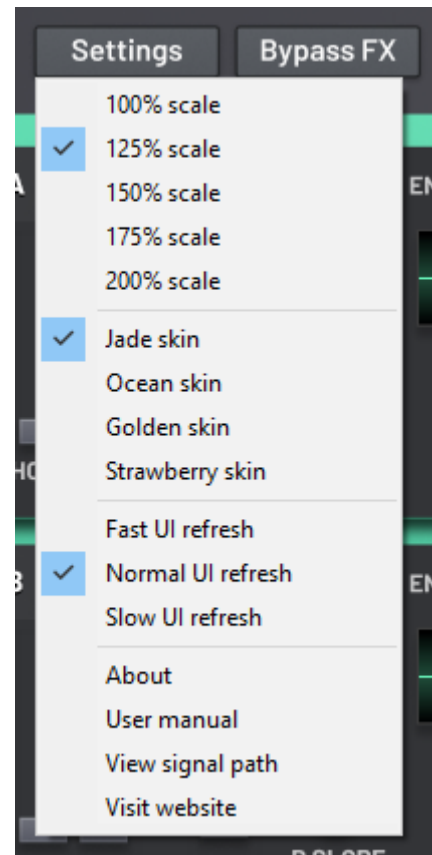 Settings
Bypass FX
100% scale
125% scale
150% scale
175% scale
200% scale
Jade skin
Ocean skin
Golden skin
Strawberry skin
Fast UI refresh
Normal UI refresh
Slow UI refresh
About
User manual
View signal path
Visit website